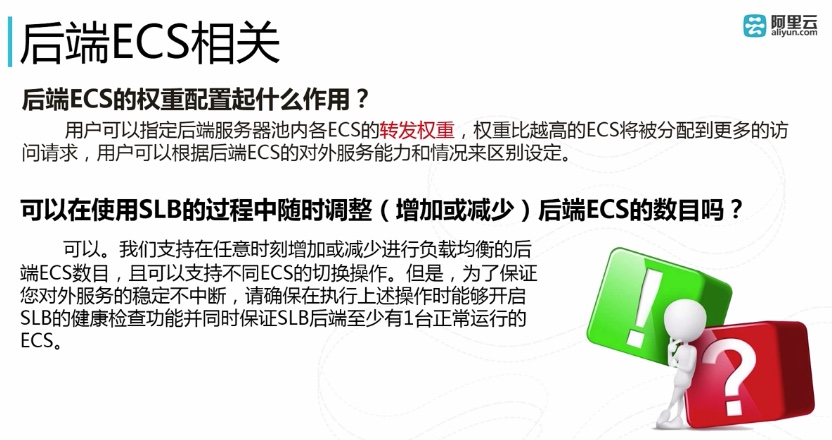 后端ECS相关
阿里云
aliyun.com
后端ECS的权重配置起什么作用？
用户可以指定后端服务器池内各ECS的转发权重，权重比越高的ECS将被分配到更多的访
问请求，用户可以根据后端ECS的对外服务能力和情况来区别设定。
可以在使用SLB的过程中随时调整（增加或减少）后端ECS的数目吗？
可以。我们支持在任意时刻增加或减少进行负载均衡的后
端ECS数目，且可以支持不同ECS的切换操作。但是，为了保证
您对外服务的稳定不中断，请确保在执行上述操作时能够开启
SLB的健康检查功能并同时保证SLB后端至少有1台正常运行的
ECS。
!
?